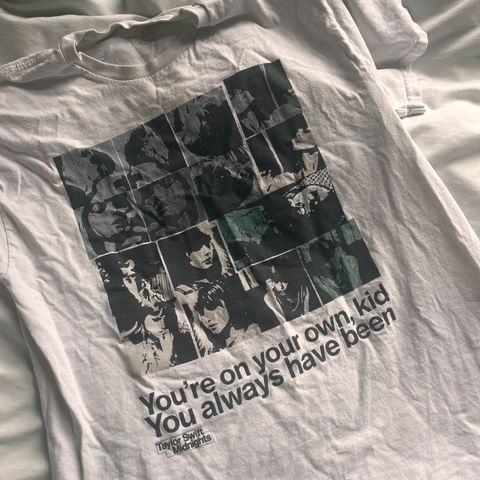 You're on your own, kid
You always have been
Taylor Swift
Midnights